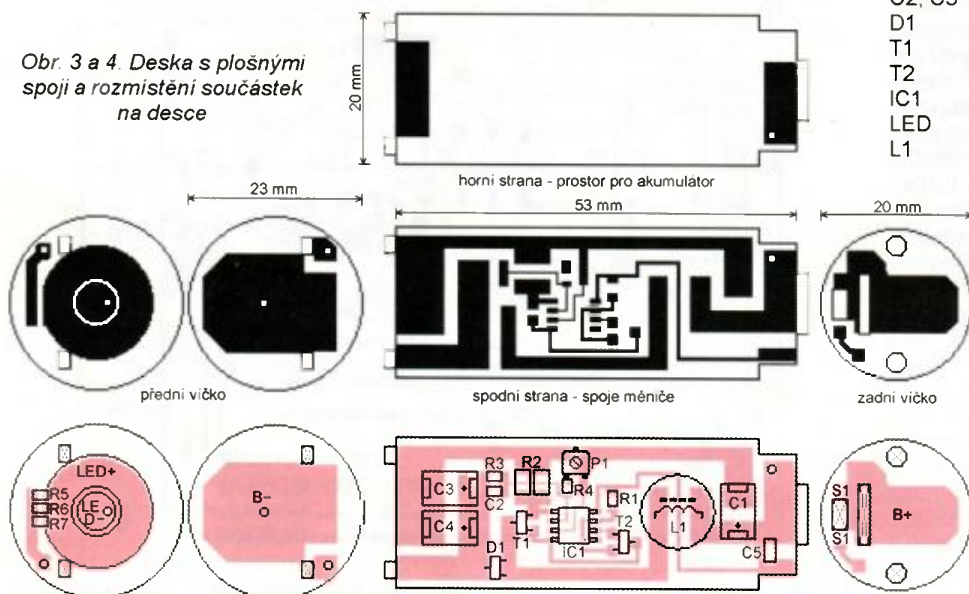 Obr. 3 a 4. Deska s plošnými
spoji a rozmístění součástek
na desce
20 mm
D1
T1
T2
IC1
LED
L1
horní strana - prostor pro akumulátor
23 mm
53 mm
20 mm
přední víčko
spodní strana - spoje měniče
zadní víčko
LED+
R5
R6
R7
LE
D-
B-
C3
C4
R3
C2
R2
P1
R4
R1
D1
T1
IC1
T2
L1
C1
C5
S1
S1
B+